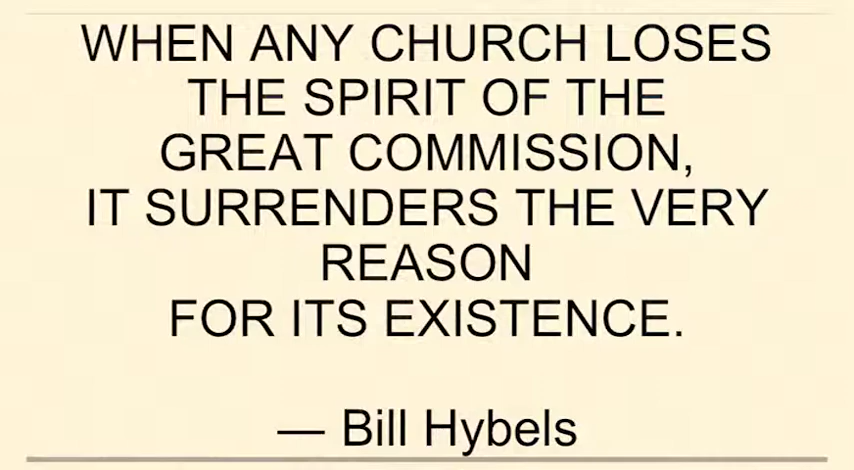 WHEN ANY CHURCH LOSES
THE SPIRIT OF THE
GREAT COMMISSION,
IT SURRENDERS THE VERY
REASON
FOR ITS EXISTENCE.
— Bill Hybels